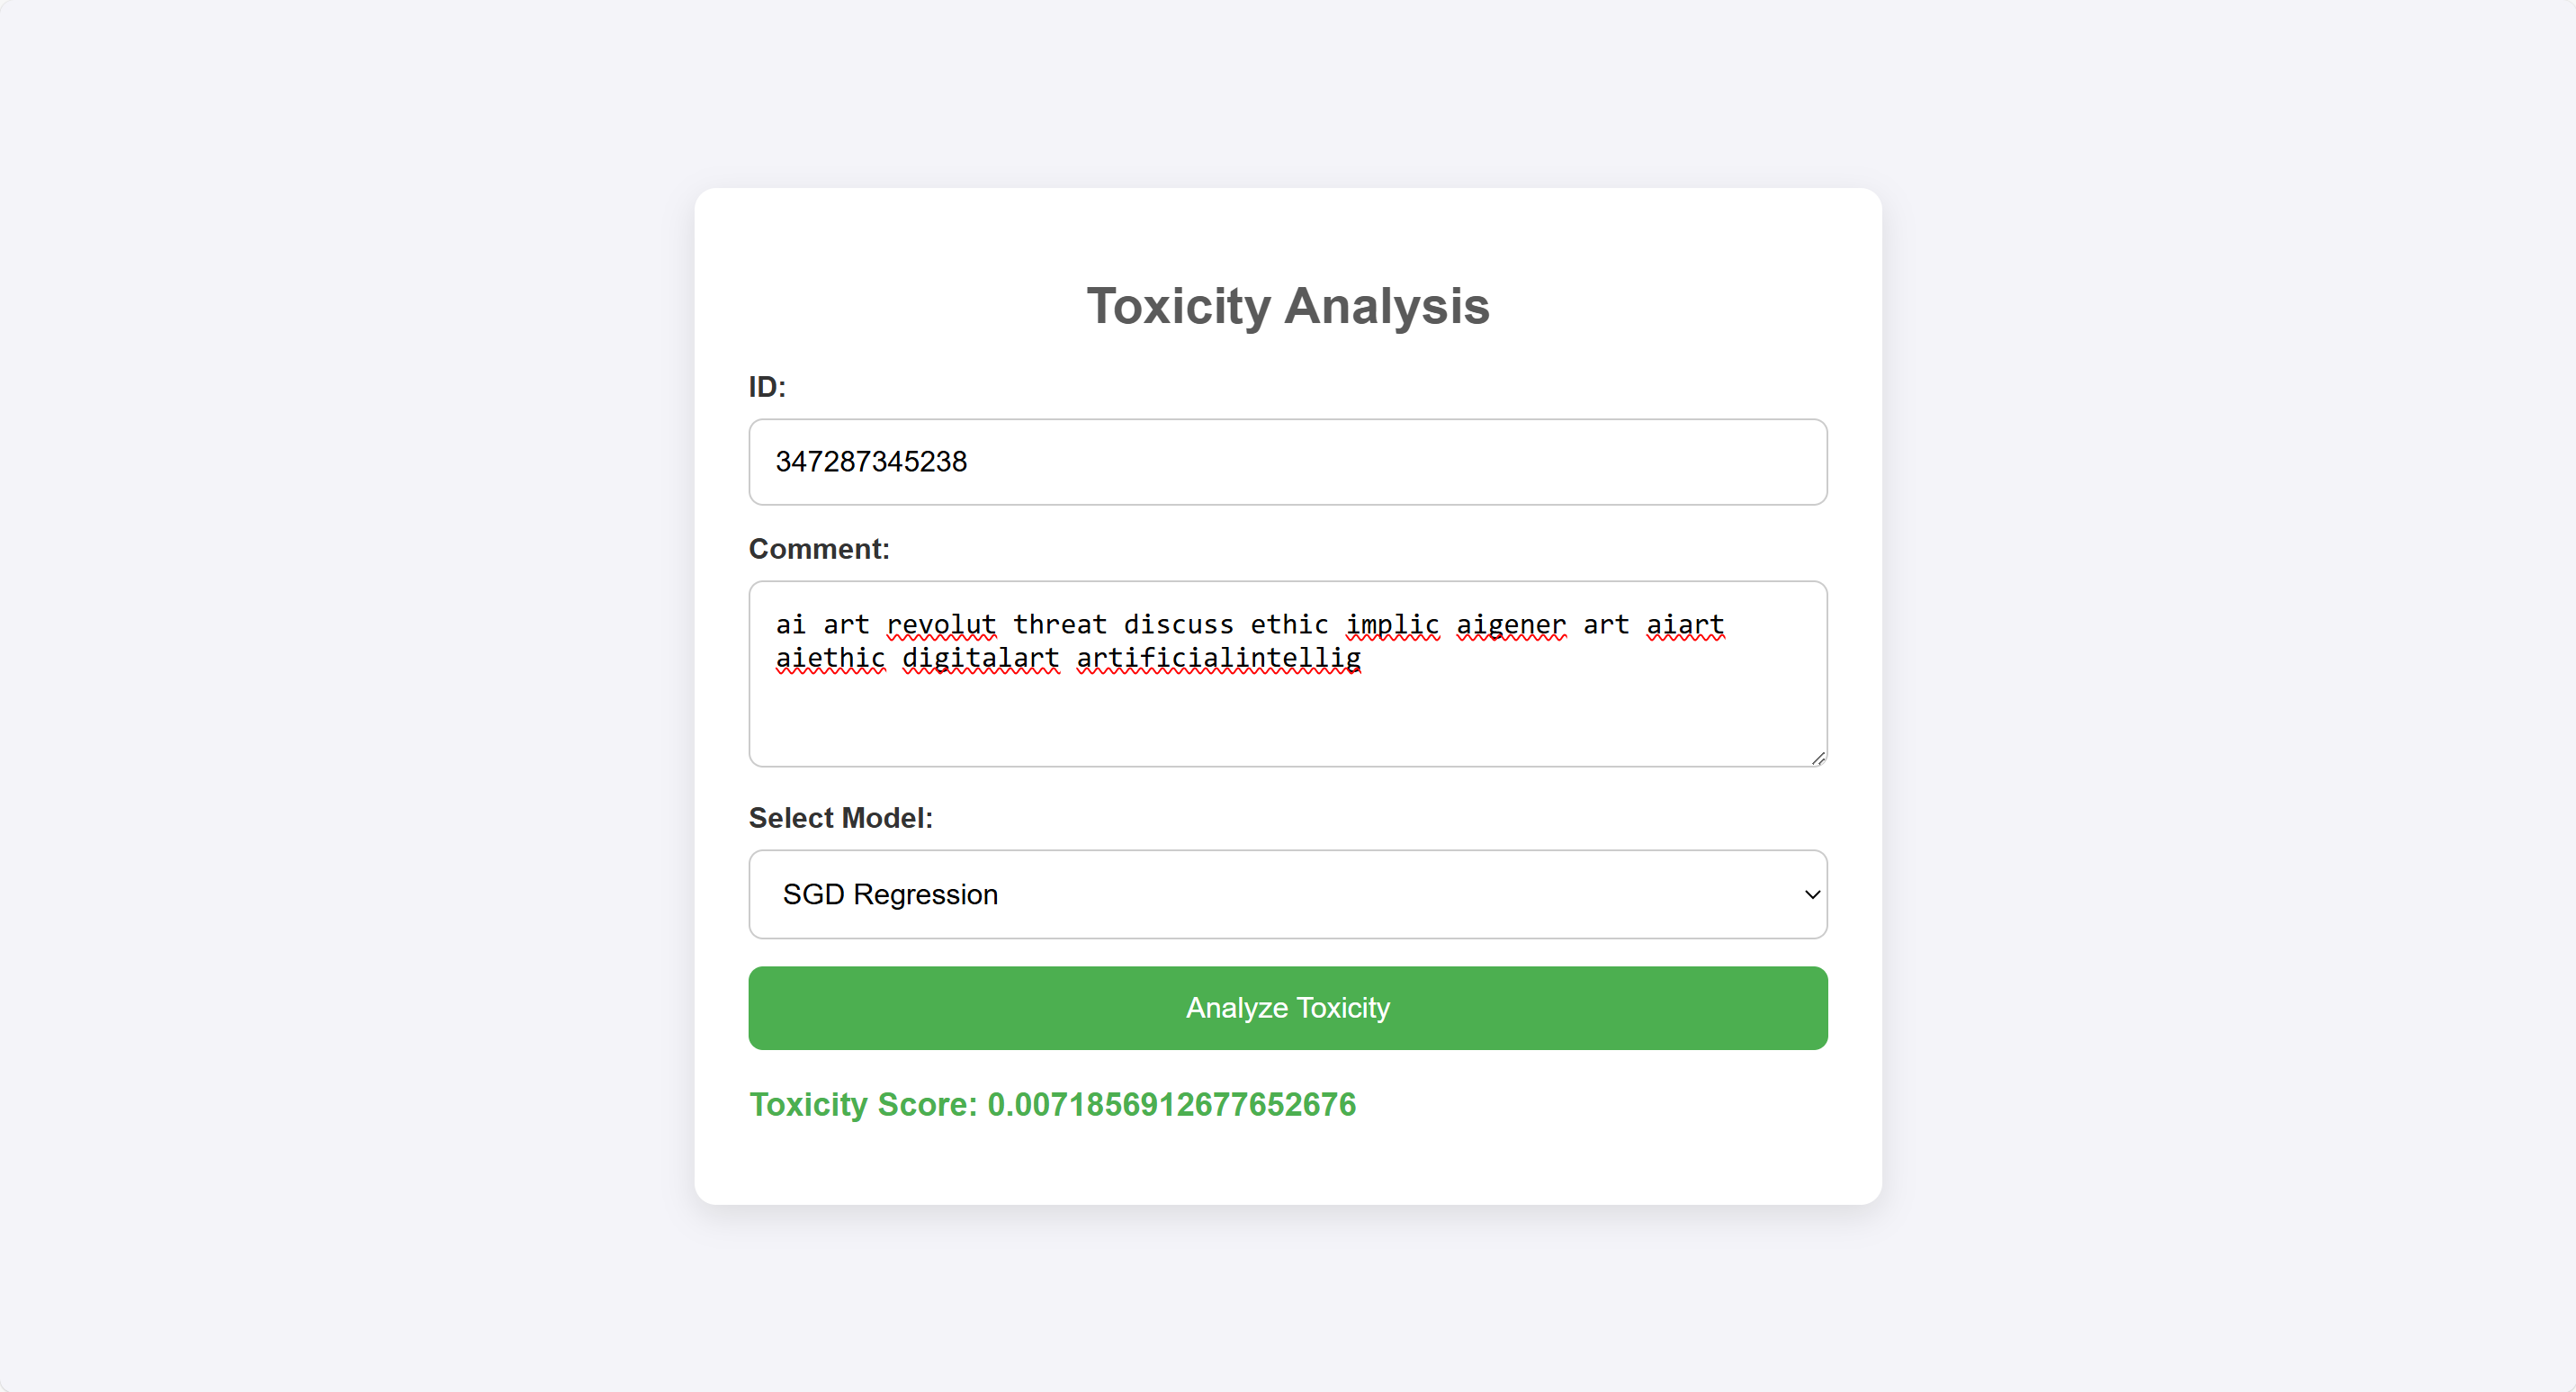 Toxicity Analysis
ID:
347287345238
Comment:
ai art revolut threat discuss ethic implic aigener art aiart
aiethic digitalart artificialintellig
Select Model:
SGD Regression
Analyze Toxicity
Toxicity Score: 0.0071856912677652676